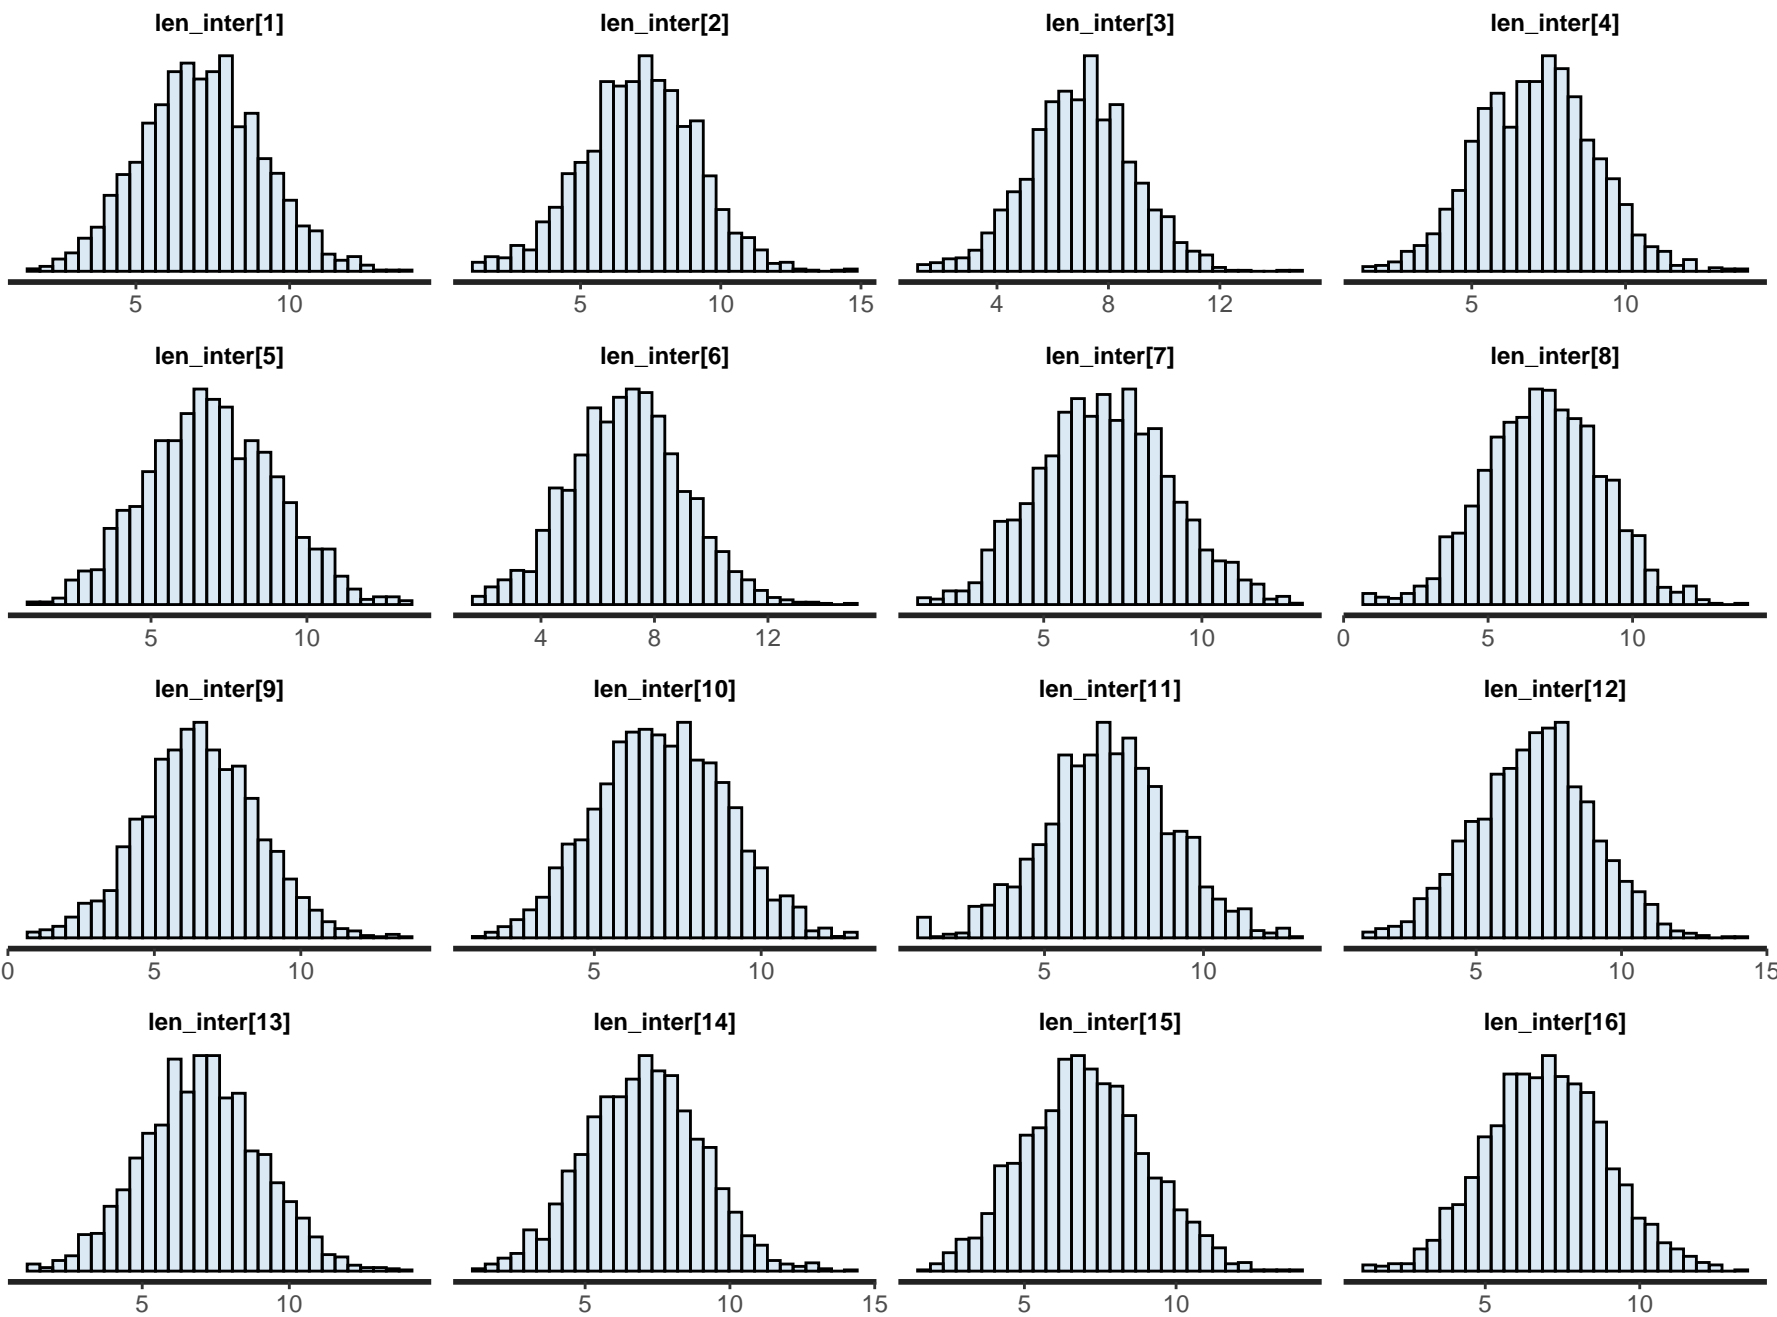 len_inter[1] len_inter[2] len_inter[3] len_inter[4]
5 10 5 10 15 4 8 12 5 10
len_inter[5] len_inter[6] len_inter[7] len_inter[8]
5 10 4 8 12 5 10 0 5 10
len_inter[9] len_inter[10] len_inter[11] len_inter[12]
0 5 10 5 10 5 10 5 10 15
len_inter[13] len_inter[14] len_inter[15] len_inter[16]
5 10 5 10 15 5 10 5 10